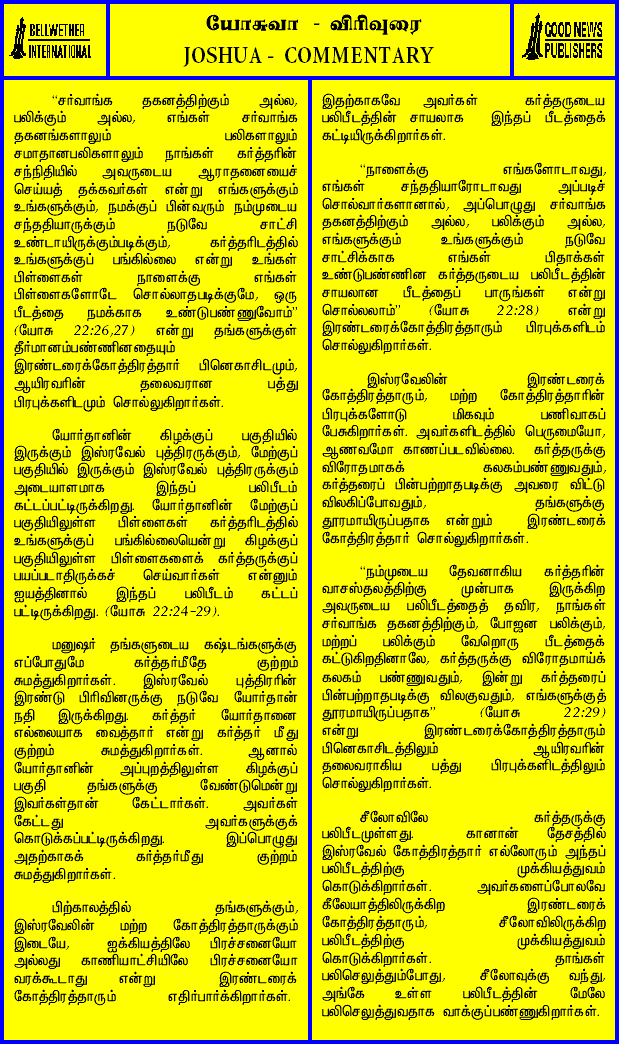 BELLWETHER
INTERNATIONAL
யோசுவா - விரிவுரை
JOSHUA - COMMENTARY
GOOD NEWS
PUBLISHERS
“சர்வாங்க தகனத்திற்கும் அல்ல,
பலிக்கும் அல்ல, எங்கள் சர்வாங்க
தகனங்களாலும் பலிகளாலும்
சமாதானபலிகளாலும் நாங்கள் கர்த்தரின்
சந்நிதியில் அவருடைய ஆராதனையைச்
செய்யத் தக்கவர்கள் என்று எங்களுக்கும்
உங்களுக்கும், நமக்குப் பின்வரும் நம்முடைய
சந்ததியாருக்கும் நடுவே சாட்சி
உண்டாயிருக்கும்படிக்கும், கர்த்தரிடத்தில்
உங்களுக்குப் பங்கில்லை என்று உங்கள்
பிள்ளைகள் நாளைக்கு எங்கள்
பிள்ளைகளோடே சொல்லாதபடிக்குமே, ஒரு
பீடத்தை நமக்காக உண்டுபண்ணுவோம்”
(யோசு 22:26,27) என்று தங்களுக்குள்
தீர்மானம்பண்ணினதையும்
இரண்டரைக்கோத்திரத்தார் பினெகாசிடமும்,
ஆயிரவரின் தலைவரான பத்து
பிரபுக்களிடமும் சொல்லுகிறார்கள்.
யோர்தானின் கிழக்குப் பகுதியில்
இருக்கும் இஸ்ரவேல் புத்திரருக்கும், மேற்குப்
பகுதியில் இருக்கும் இஸ்ரவேல் புத்திரருக்கும்
அடையாளமாக இந்தப் பலிபீடம்
கட்டப்பட்டிருக்கிறது. யோர்தானின் மேற்குப்
பகுதியிலுள்ள பிள்ளைகள் கர்த்தரிடத்தில்
உங்களுக்குப் பங்கில்லையென்று கிழக்குப்
பகுதியிலுள்ள பிள்ளைகளைக் கர்த்தருக்குப்
பயப்படாதிருக்கச் செய்வார்கள் என்னும்
ஐயத்தினால் இந்தப் பலிபீடம் கட்டப்
பட்டிருக்கிறது. (யோசு 22:24-29).
மனுஷர் தங்களுடைய கஷ்டங்களுக்கு
எப்போதுமே கர்த்தர்மீதே குற்றம்
சுமத்துகிறார்கள். இஸ்ரவேல் புத்திரரின்
இரண்டு பிரிவினருக்கு நடுவே யோர்தான்
நதி இருக்கிறது. கர்த்தர் யோர்தானை
எல்லையாக வைத்தார் என்று கர்த்தர் மீது
குற்றம் சுமத்துகிறார்கள். ஆனால்
யோர்தானின் அப்புறத்திலுள்ள கிழக்குப்
பகுதி தங்களுக்கு வேண்டுமென்று
இவர்கள்தான் கேட்டார்கள். அவர்கள்
கேட்டது அவர்களுக்குக்
கொடுக்கப்பட்டிருக்கிறது. இப்பொழுது
அதற்காகக் கர்த்தர்மீது குற்றம்
சுமத்துகிறார்கள்.
பிற்காலத்தில் தங்களுக்கும்,
இஸ்ரவேலின் மற்ற கோத்திரத்தாருக்கும்
இடையே, ஐக்கியத்திலே பிரச்சனையோ
அல்லது காணியாட்சியிலே பிரச்சனையோ
வரக்கூடாது என்று இரண்டரைக்
கோத்திரத்தாரும் எதிர்பார்க்கிறார்கள்.
இதற்காகவே அவர்கள் கர்த்தருடைய
பலிபீடத்தின் சாயலாக இந்தப் பீடத்தைக்
கட்டியிருக்கிறார்கள்.
“நாளைக்கு எங்களோடாவது,
எங்கள் சந்ததியாரோடாவது அப்படிச்
சொல்வார்களானால், அப்பொழுது சர்வாங்க
தகனத்திற்கும் அல்ல, பலிக்கும் அல்ல,
எங்களுக்கும் உங்களுக்கும் நடுவே
சாட்சிக்காக எங்கள் பிதாக்கள்
உண்டுபண்ணின கர்த்தருடைய பலிபீடத்தின்
சாயலான பீடத்தைப் பாருங்கள் என்று
சொல்லலாம்” (யோசு 22:28) என்று
இரண்டரைக்கோத்திரத்தாரும் பிரபுக்களிடம்
சொல்லுகிறார்கள்.
இஸ்ரவேலின் இரண்டரைக்
கோத்திரத்தாரும், மற்ற கோத்திரத்தாரின்
பிரபுக்களோடு மிகவும் பணிவாகப்
பேசுகிறார்கள். அவர்களிடத்தில் பெருமையோ,
ஆணவமோ காணப்படவில்லை. கர்த்தருக்கு
விரோதமாகக் கலகம்பண்ணுவதும்,
கர்த்தரைப் பின்பற்றாதபடிக்கு அவரை விட்டு
விலகிப்போவதும், தங்களுக்கு
தூரமாயிருப்பதாக என்றும் இரண்டரைக்
கோத்திரத்தார் சொல்லுகிறார்கள்.
“நம்முடைய தேவனாகிய கர்த்தரின்
வாசஸ்தலத்திற்கு முன்பாக இருக்கிற
அவருடைய பலிபீடத்தைத் தவிர, நாங்கள்
சர்வாங்க தகனத்திற்கும், போஜன பலிக்கும்,
மற்றப் பலிக்கும் வேறொரு பீடத்தைக்
கட்டுகிறதினாலே, கர்த்தருக்கு விரோதமாய்க்
கலகம் பண்ணுவதும், இன்று கர்த்தரைப்
பின்பற்றாதபடிக்கு விலகுவதும், எங்களுக்குத்
தூரமாயிருப்பதாக” (யோசு 22:29)
என்று இரண்டரைக்கோத்திரத்தாரும்
பினெகாசிடத்திலும் ஆயிரவரின்
தலைவராகிய பத்து பிரபுக்களிடத்திலும்
சொல்லுகிறார்கள்.
சீலோவிலே கர்த்தருக்கு
பலிபீடமுள்ளது. கானான் தேசத்தில்
இஸ்ரவேல் கோத்திரத்தார் எல்லோரும் அந்தப்
பலிபீடத்திற்கு முக்கியத்துவம்
கொடுக்கிறார்கள். அவர்களைப்போலவே
கீலேயாத்திலிருக்கிற இரண்டரைக்
கோத்திரத்தாரும், சீலோவிலிருக்கிற
பலிபீடத்திற்கு முக்கியத்துவம்
கொடுக்கிறார்கள். தாங்கள்
பலிசெலுத்தும்போது, சீலோவுக்கு வந்து,
அங்கே உள்ள பலிபீடத்தின் மேலே
பலிசெலுத்துவதாக வாக்குப்பண்ணுகிறார்கள்.